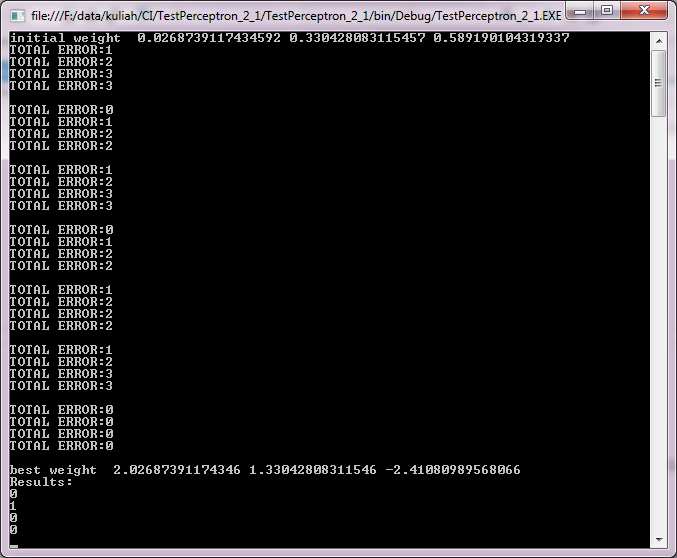 file:///F:/data/kuliah/CI/TestPerceptron_2_1/TestPerceptron_2_1/bin/Debug/TestPerceptron_2_1.EXE
initial weight  0.0268739117434592 0.330428083115457 0.589190104319337
TOTAL ERROR:1
TOTAL ERROR:2
TOTAL ERROR:3
TOTAL ERROR:3
TOTAL ERROR:0
TOTAL ERROR:1
TOTAL ERROR:2
TOTAL ERROR:2
TOTAL ERROR:1
TOTAL ERROR:2
TOTAL ERROR:3
TOTAL ERROR:3
TOTAL ERROR:0
TOTAL ERROR:1
TOTAL ERROR:2
TOTAL ERROR:2
TOTAL ERROR:1
TOTAL ERROR:2
TOTAL ERROR:2
TOTAL ERROR:2
TOTAL ERROR:1
TOTAL ERROR:2
TOTAL ERROR:3
TOTAL ERROR:3
TOTAL ERROR:0
TOTAL ERROR:0
TOTAL ERROR:0
TOTAL ERROR:0
best weight  2.02687391174346 1.33042808311546 -2.41080989568066
Results:
0
1
0
0